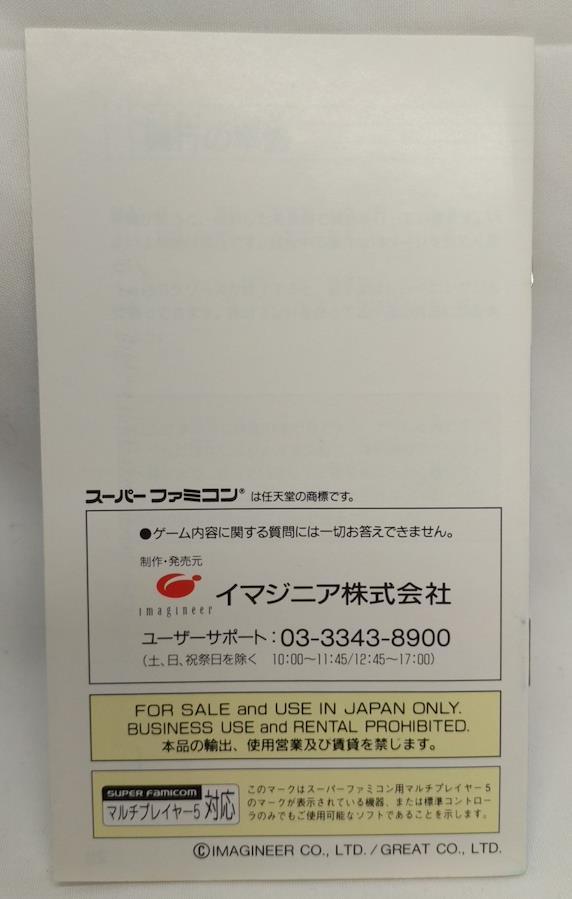 スーパーファミコン® は任天堂の商標です。
●ゲーム内容に関する質問には一切お答えできません。
制作・発売元
imagineer
イマジニア株式会社
ユーザーサポート：03-3343-8900
（土、日、祝祭日を除く 10:00〜11:45/12:45〜17:00）
FOR SALE and USE IN JAPAN ONLY.
BUSINESS USE and RENTAL PROHIBITED.
本品の輸出、使用営業及び賃貸を禁じます。
SUPER FAMICOM
マルチプレイヤー5 対応
このマークはスーパーファミコン用マルチプレイヤー5
のマークが表示されている機器、または標準コントロー
ラのみでもご使用可能なソフトであることを示します。
©IMAGINEER CO., LTD. / GREAT CO., LTD.